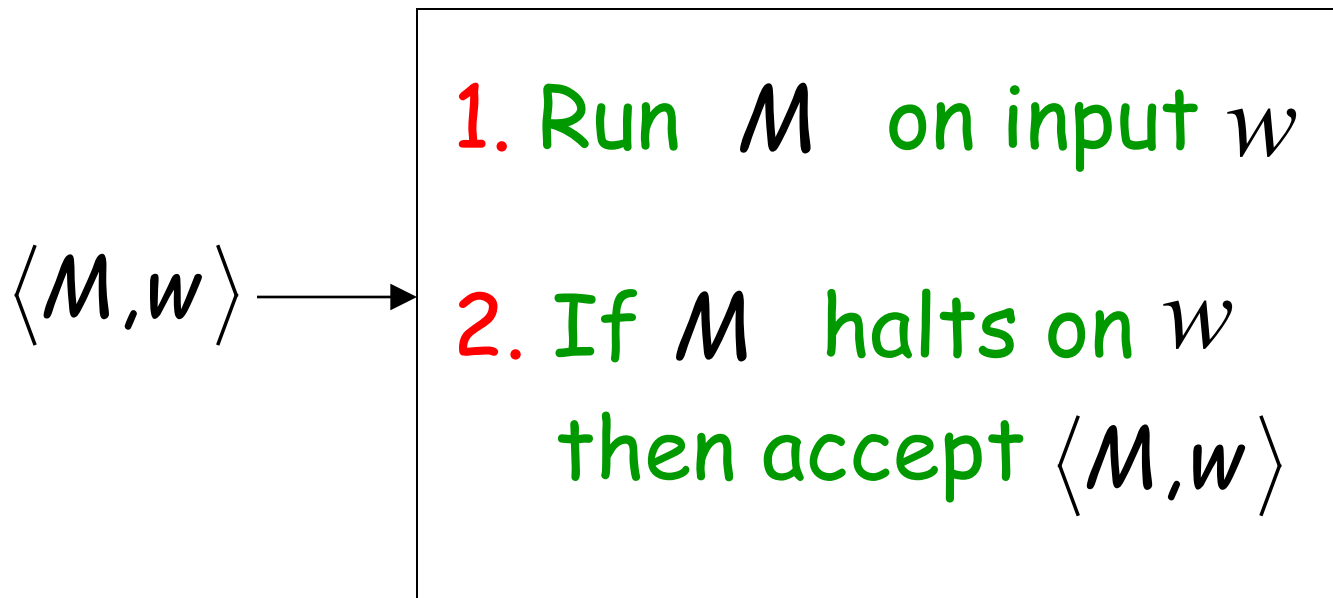 1. Run M on input w
⟨M,w⟩
2. If M halts on w
then accept ⟨M,w⟩